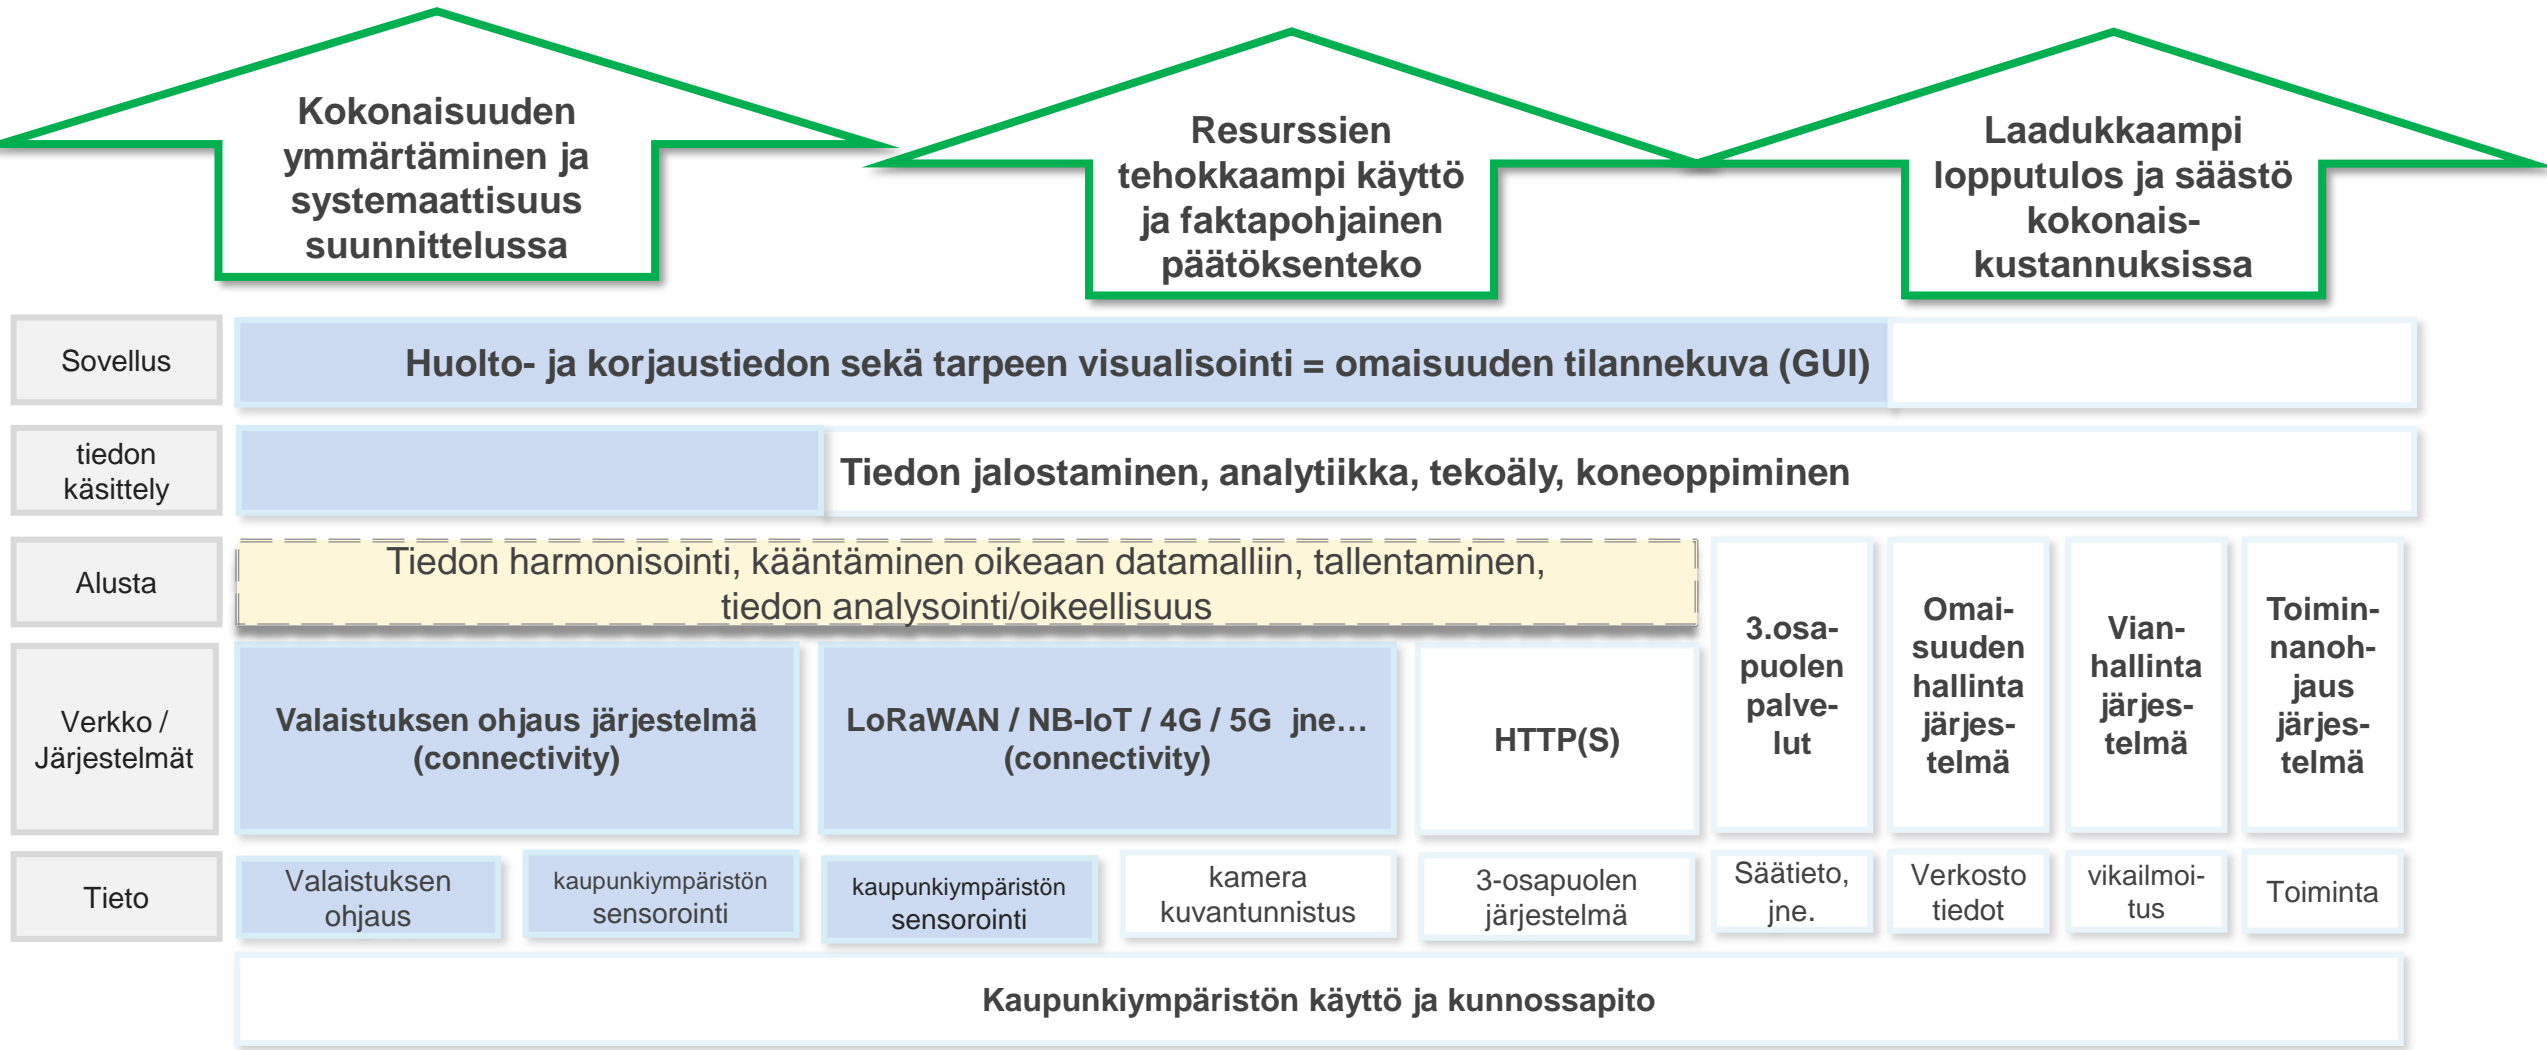 Kokonaisuuden
ymmärtäminen ja
systemaattisuus
suunnittelussa
Resurssien
tehokkaampi käyttö
ja faktapohjainen
päätöksenteko
Laadukkaampi
lopputulos ja säästö
kokonais-
kustannuksissa
Sovellus
Huolto- ja korjaustiedon sekä tarpeen visualisointi = omaisuuden tilannekuva (GUI)
tiedon
käsittely
Tiedon jalostaminen, analytiikka, tekoäly, koneoppiminen
Alusta
Tiedon harmonisointi, kääntäminen oikeaan datamalliin, tallentaminen,
tiedon analysointi/oikeellisuus
Verkko /
Järjestelmät
Valaistuksen ohjaus järjestelmä
(connectivity)
LoRaWAN / NB-IoT / 4G / 5G  jne…
(connectivity)
HTTP(S)
3.osa-
puolen
palve-
lut
Omai-
suuden
hallinta
järjes-
telmä
Vian-
hallinta
järjes-
telmä
Toimin-
nanoh-
jaus
järjes-
telmä
Tieto
Valaistuksen
ohjaus
kaupunkiympäristön
sensorointi
kaupunkiympäristön
sensorointi
kamera
kuvantunnistus
3-osapuolen
järjestelmä
Säätieto,
jne.
Verkosto
tiedot
vikailmoi-
tus
Toiminta
Kaupunkiympäristön käyttö ja kunnossapito